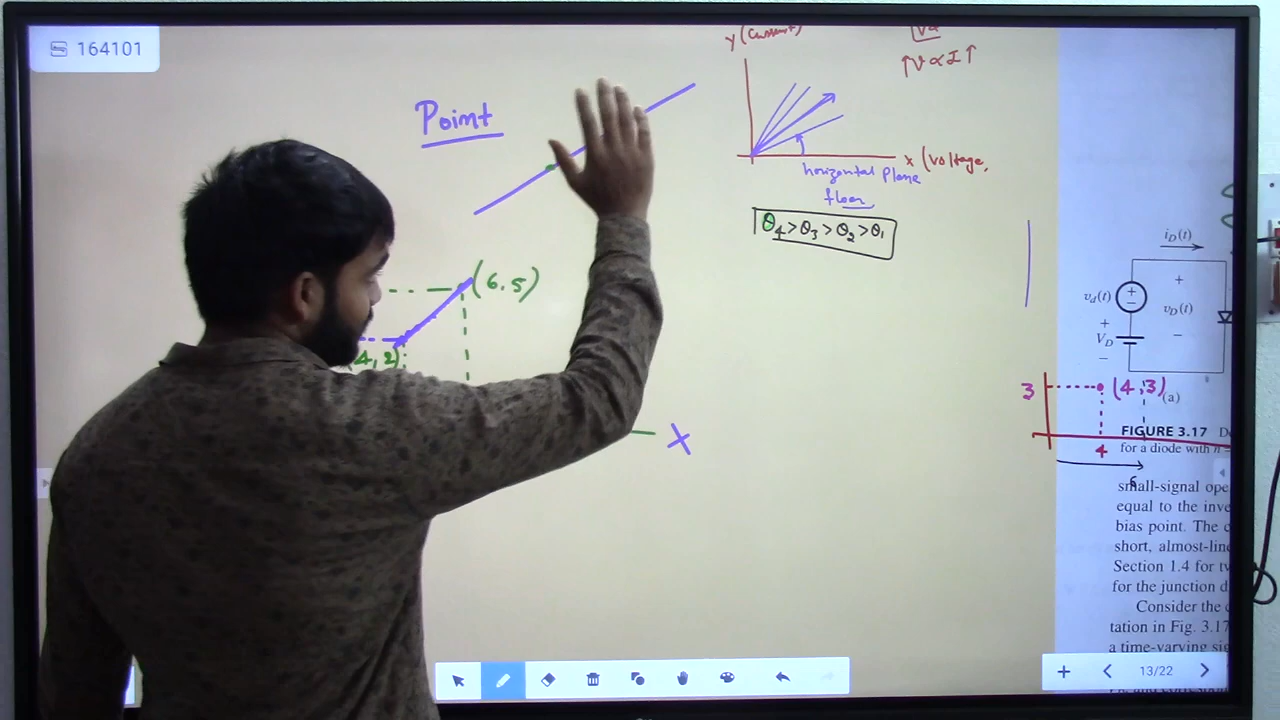 164101
Point
y (Current)
↑V ∝ I ↑
x (Voltage,
horizontal Plane
floor
θ4 > θ3 > θ2 > θ1
(6, 5)
(4, 2)
X
iD(t)
+
vd(t)
+
−
vD(t)
+
VD
−
−
3
(4, 3)
(a)
4
6
FIGURE 3.17
for a diode with n
small-signal ope
equal to the inve
bias point. The c
short, almost-line
Section 1.4 for tw
for the junction d
Consider the c
tation in Fig. 3.17
a time-varying sig
13/22